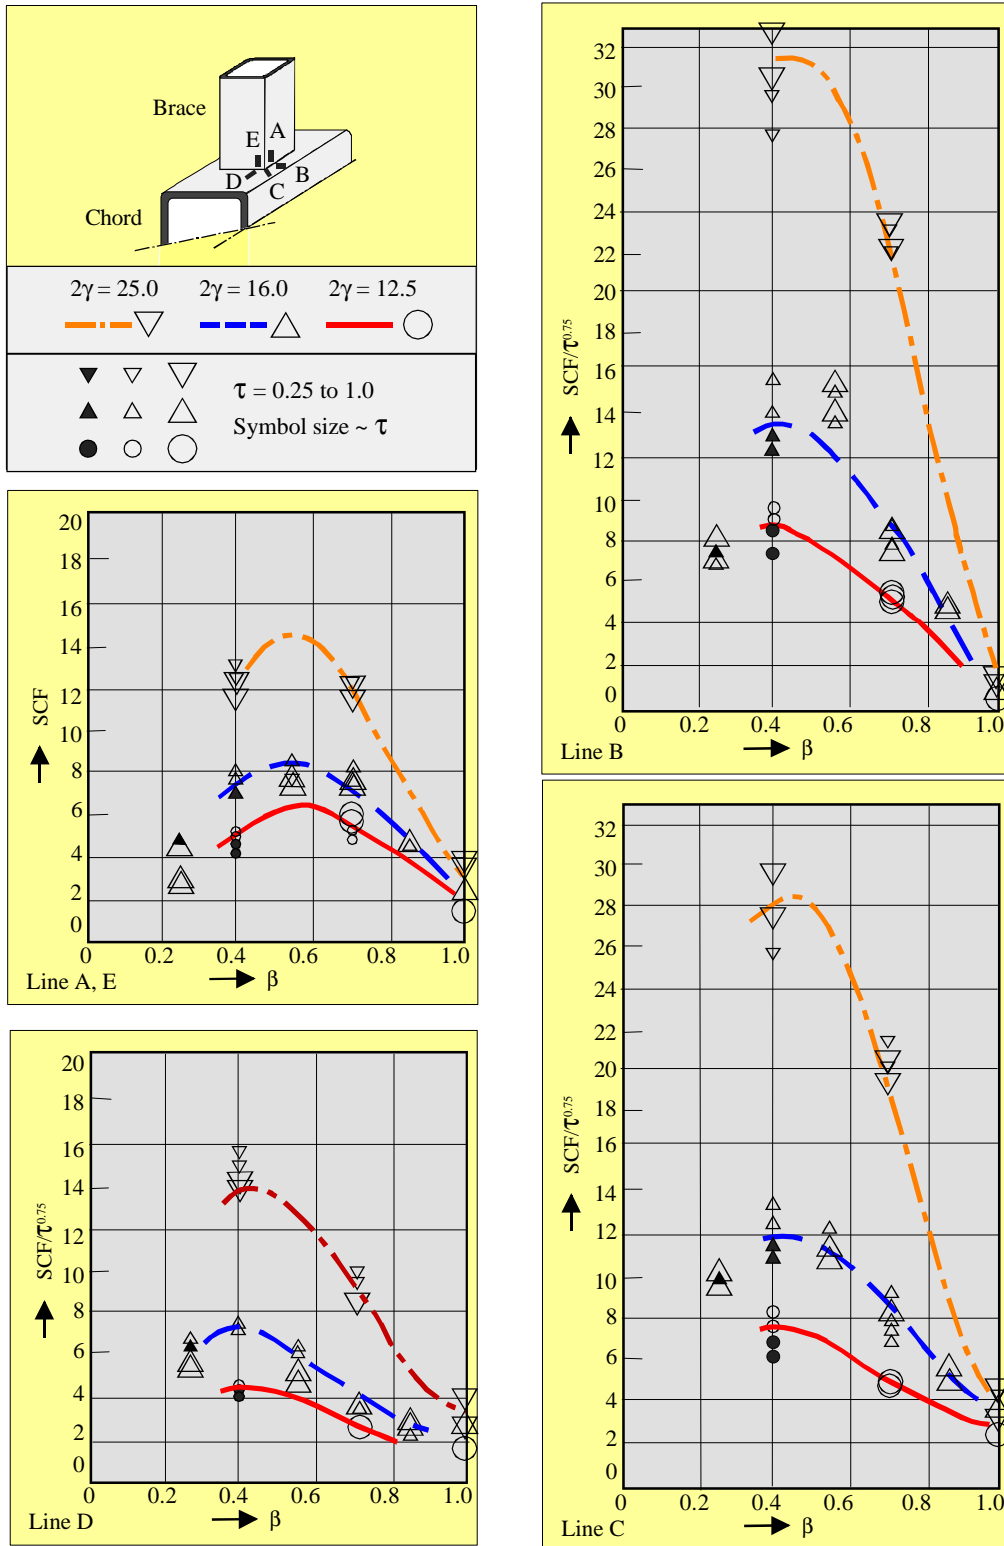 Brace
A
E
B
D
C
Chord
2γ = 25.0 2γ = 16.0 2γ = 12.5
τ = 0.25 to 1.0
Symbol size ~ τ
20
18
16
14
12
10
8
6
4
2
0
SCF
0 0.2 0.4 0.6 0.8 1.0
Line A, E β
20
18
16
14
12
10
8
6
4
2
0
SCF/τ0.75
0 0.2 0.4 0.6 0.8 1.0
Line D β
32
30
28
26
24
22
20
18
16
14
12
10
8
6
4
2
0
SCF/τ0.75
0 0.2 0.4 0.6 0.8 1.0
Line B β
32
30
28
26
24
22
20
18
16
14
12
10
8
6
4
2
0
SCF/τ0.75
0 0.2 0.4 0.6 0.8 1.0
Line C β